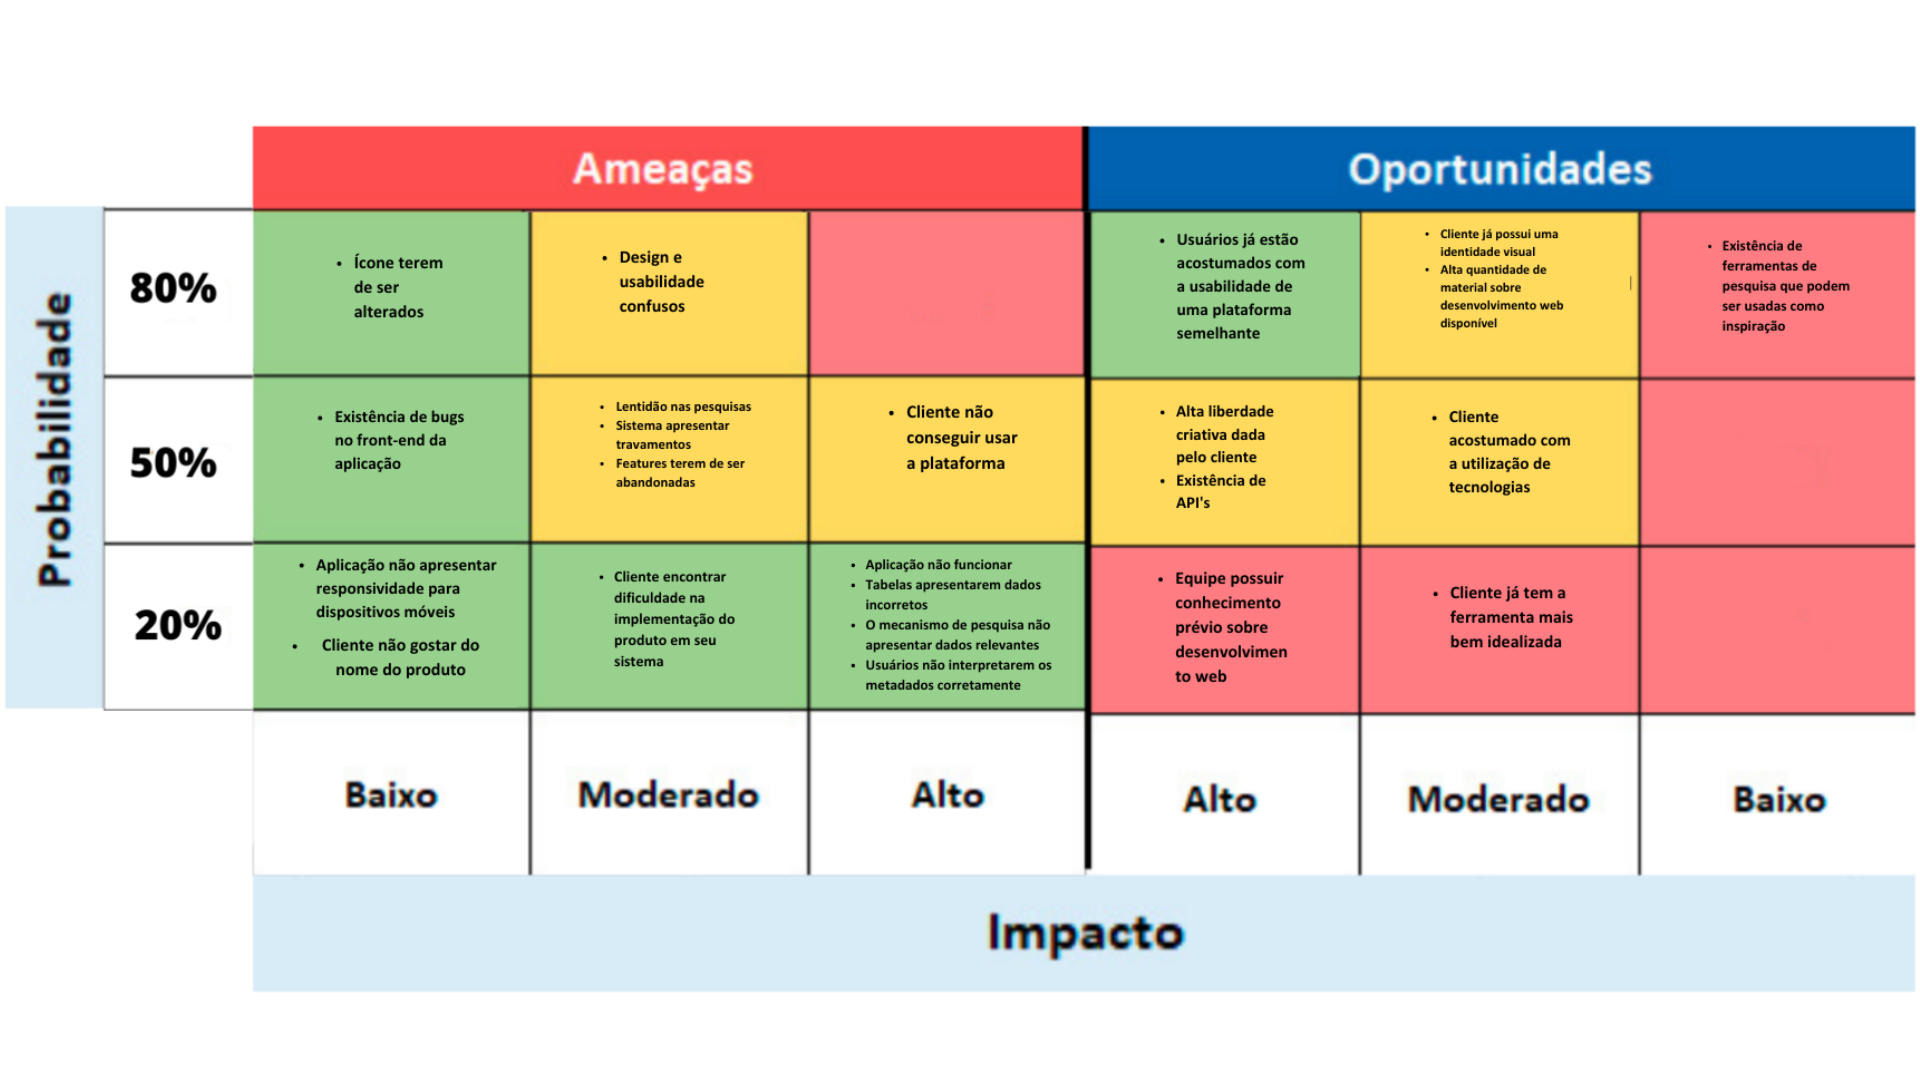 Ameaças
Oportunidades
Probabilidade
80%
• Ícone terem
de ser
alterados
• Design e
usabilidade
confusos
• Usuários já estão
acostumados com
a usabilidade de
uma plataforma
semelhante
• Cliente já possui uma
identidade visual
• Alta quantidade de
material sobre
desenvolvimento web
disponível
• Existência de
ferramentas de
pesquisa que podem
ser usadas como
inspiração
50%
• Existência de bugs
no front-end da
aplicação
• Lentidão nas pesquisas
• Sistema apresentar
travamentos
• Features terem de ser
abandonadas
• Cliente não
conseguir usar
a plataforma
• Alta liberdade
criativa dada
pelo cliente
• Existência de
API's
• Cliente
acostumado com
a utilização de
tecnologias
20%
• Aplicação não apresentar
responsividade para
dispositivos móveis
• Cliente não gostar do
nome do produto
• Cliente encontrar
dificuldade na
implementação do
produto em seu
sistema
• Aplicação não funcionar
• Tabelas apresentarem dados
incorretos
• O mecanismo de pesquisa não
apresentar dados relevantes
• Usuários não interpretarem os
metadados corretamente
• Equipe possuir
conhecimento
prévio sobre
desenvolvimen
to web
• Cliente já tem a
ferramenta mais
bem idealizada
Baixo
Moderado
Alto
Alto
Moderado
Baixo
Impacto